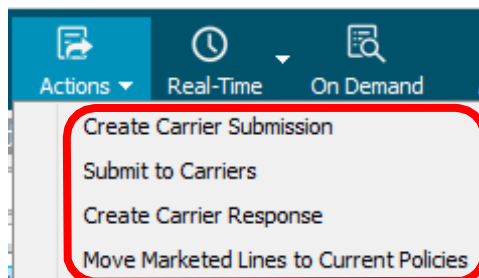 Actions Real-Time On Demand
Create Carrier Submission
Submit to Carriers
Create Carrier Response
Move Marketed Lines to Current Policies